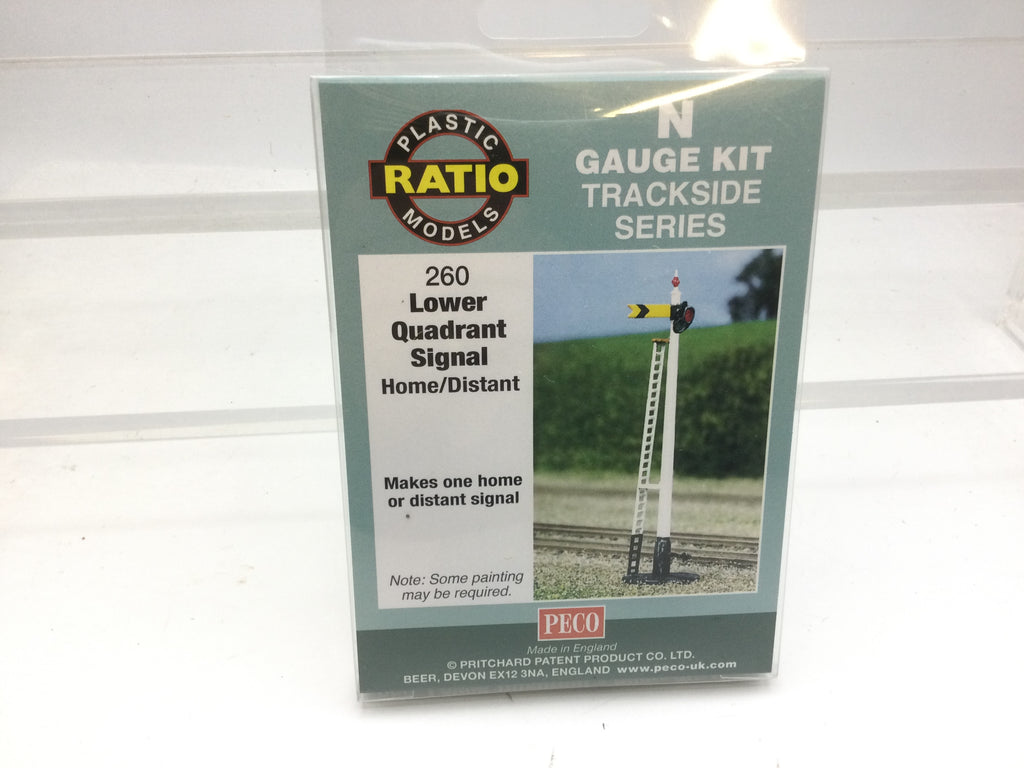 PLASTIC
RATIO
MODELS
N
GAUGE KIT
TRACKSIDE
SERIES
260
Lower
Quadrant
Signal
Home/Distant
Makes one home
or distant signal
Note: Some painting
may be required.
PECO
Made in England
© PRITCHARD PATENT PRODUCT CO. LTD.
BEER, DEVON EX12 3NA, ENGLAND www.peco-uk.com